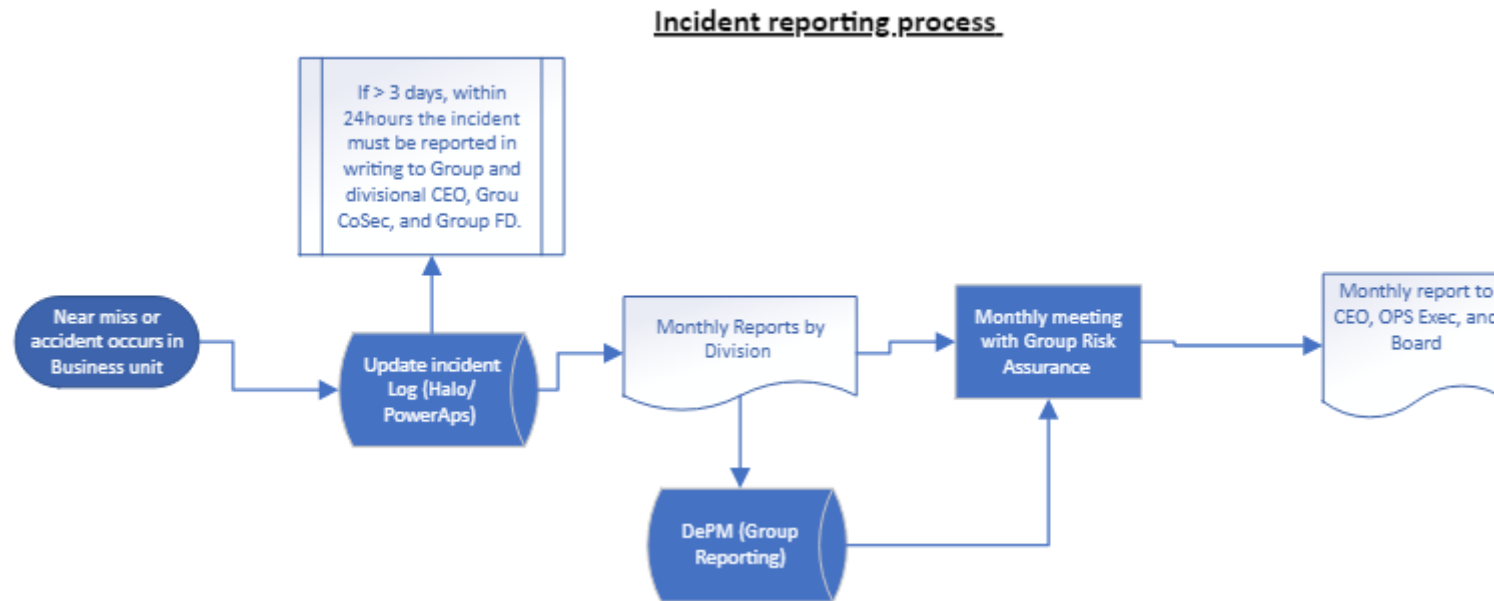 Incident reporting process
If > 3 days, within
24hours the incident
must be reported in
writing to Group and
divisional CEO, Grou
CoSec, and Group FD.
Near miss or
accident occurs in
Business unit
Update incident
Log (Halo/
PowerAps)
Monthly Reports by
Division
DePM (Group
Reporting)
Monthly meeting
with Group Risk
Assurance
Monthly report to
CEO, OPS Exec, and
Board